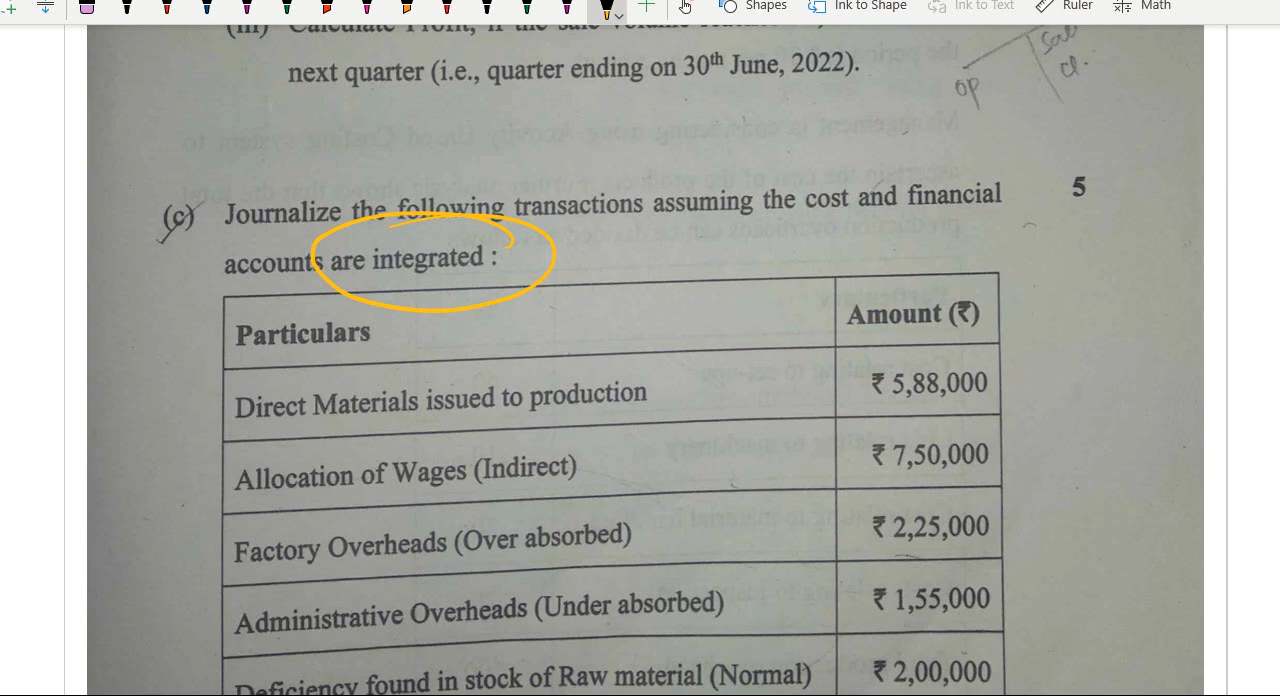 Shapes Ink to Shape Ink to Text Ruler Math
next quarter (i.e., quarter ending on 30th June, 2022).
op
cl.
(c) Journalize the following transactions assuming the cost and financial 5
accounts are integrated :
Particulars Amount (₹)
Direct Materials issued to production ₹ 5,88,000
Allocation of Wages (Indirect) ₹ 7,50,000
Factory Overheads (Over absorbed) ₹ 2,25,000
Administrative Overheads (Under absorbed) ₹ 1,55,000
Deficiency found in stock of Raw material (Normal) ₹ 2,00,000